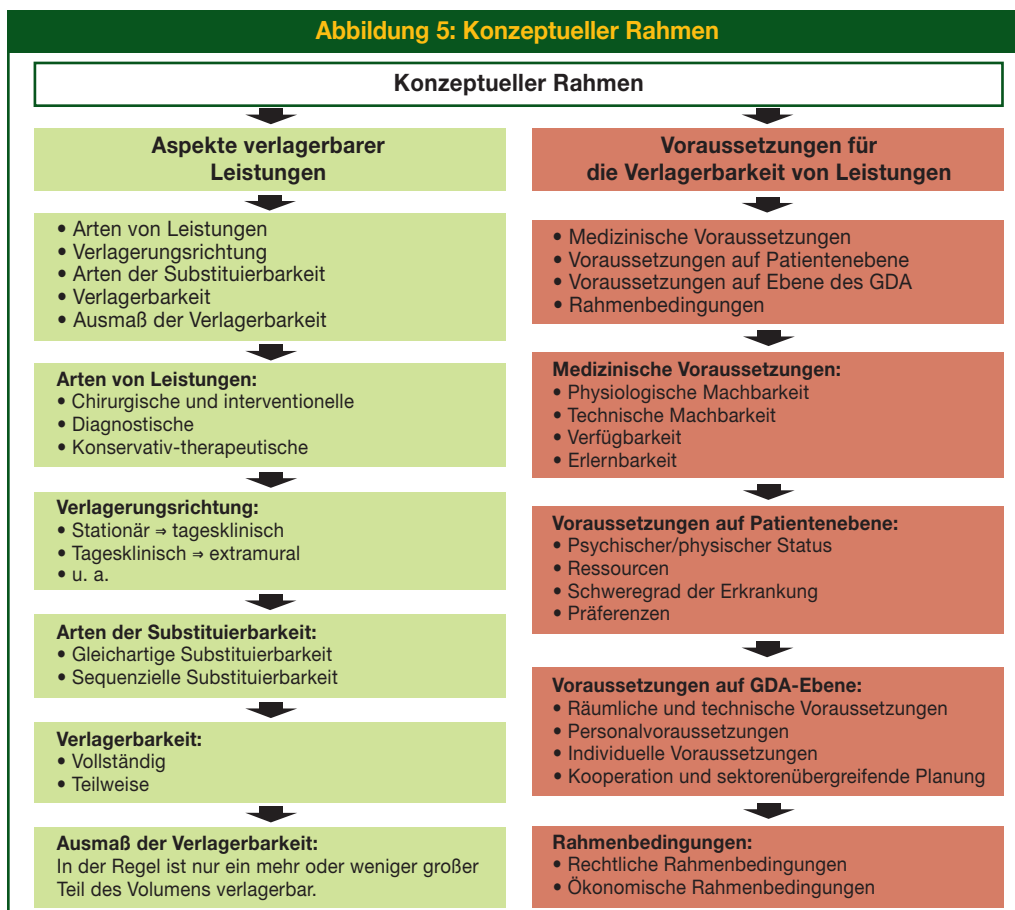 Abbildung 5: Konzeptueller Rahmen
Konzeptueller Rahmen
Aspekte verlagerbarer
Leistungen
• Arten von Leistungen
• Verlagerungsrichtung
• Arten der Substituierbarkeit
• Verlagerbarkeit
• Ausmaß der Verlagerbarkeit
Arten von Leistungen:
• Chirurgische und interventionelle
• Diagnostische
• Konservativ-therapeutische
Verlagerungsrichtung:
• Stationär ⇒ tagesklinisch
• Tagesklinisch ⇒ extramural
• u. a.
Arten der Substituierbarkeit:
• Gleichartige Substituierbarkeit
• Sequenzielle Substituierbarkeit
Verlagerbarkeit:
• Vollständig
• Teilweise
Ausmaß der Verlagerbarkeit:
In der Regel ist nur ein mehr oder weniger großer
Teil des Volumens verlagerbar.
Voraussetzungen für
die Verlagerbarkeit von Leistungen
• Medizinische Voraussetzungen
• Voraussetzungen auf Patientenebene
• Voraussetzungen auf Ebene des GDA
• Rahmenbedingungen
Medizinische Voraussetzungen:
• Physiologische Machbarkeit
• Technische Machbarkeit
• Verfügbarkeit
• Erlernbarkeit
Voraussetzungen auf Patientenebene:
• Psychischer/physischer Status
• Ressourcen
• Schweregrad der Erkrankung
• Präferenzen
Voraussetzungen auf GDA-Ebene:
• Räumliche und technische Voraussetzungen
• Personalvoraussetzungen
• Individuelle Voraussetzungen
• Kooperation und sektorenübergreifende Planung
Rahmenbedingungen:
• Rechtliche Rahmenbedingungen
• Ökonomische Rahmenbedingungen